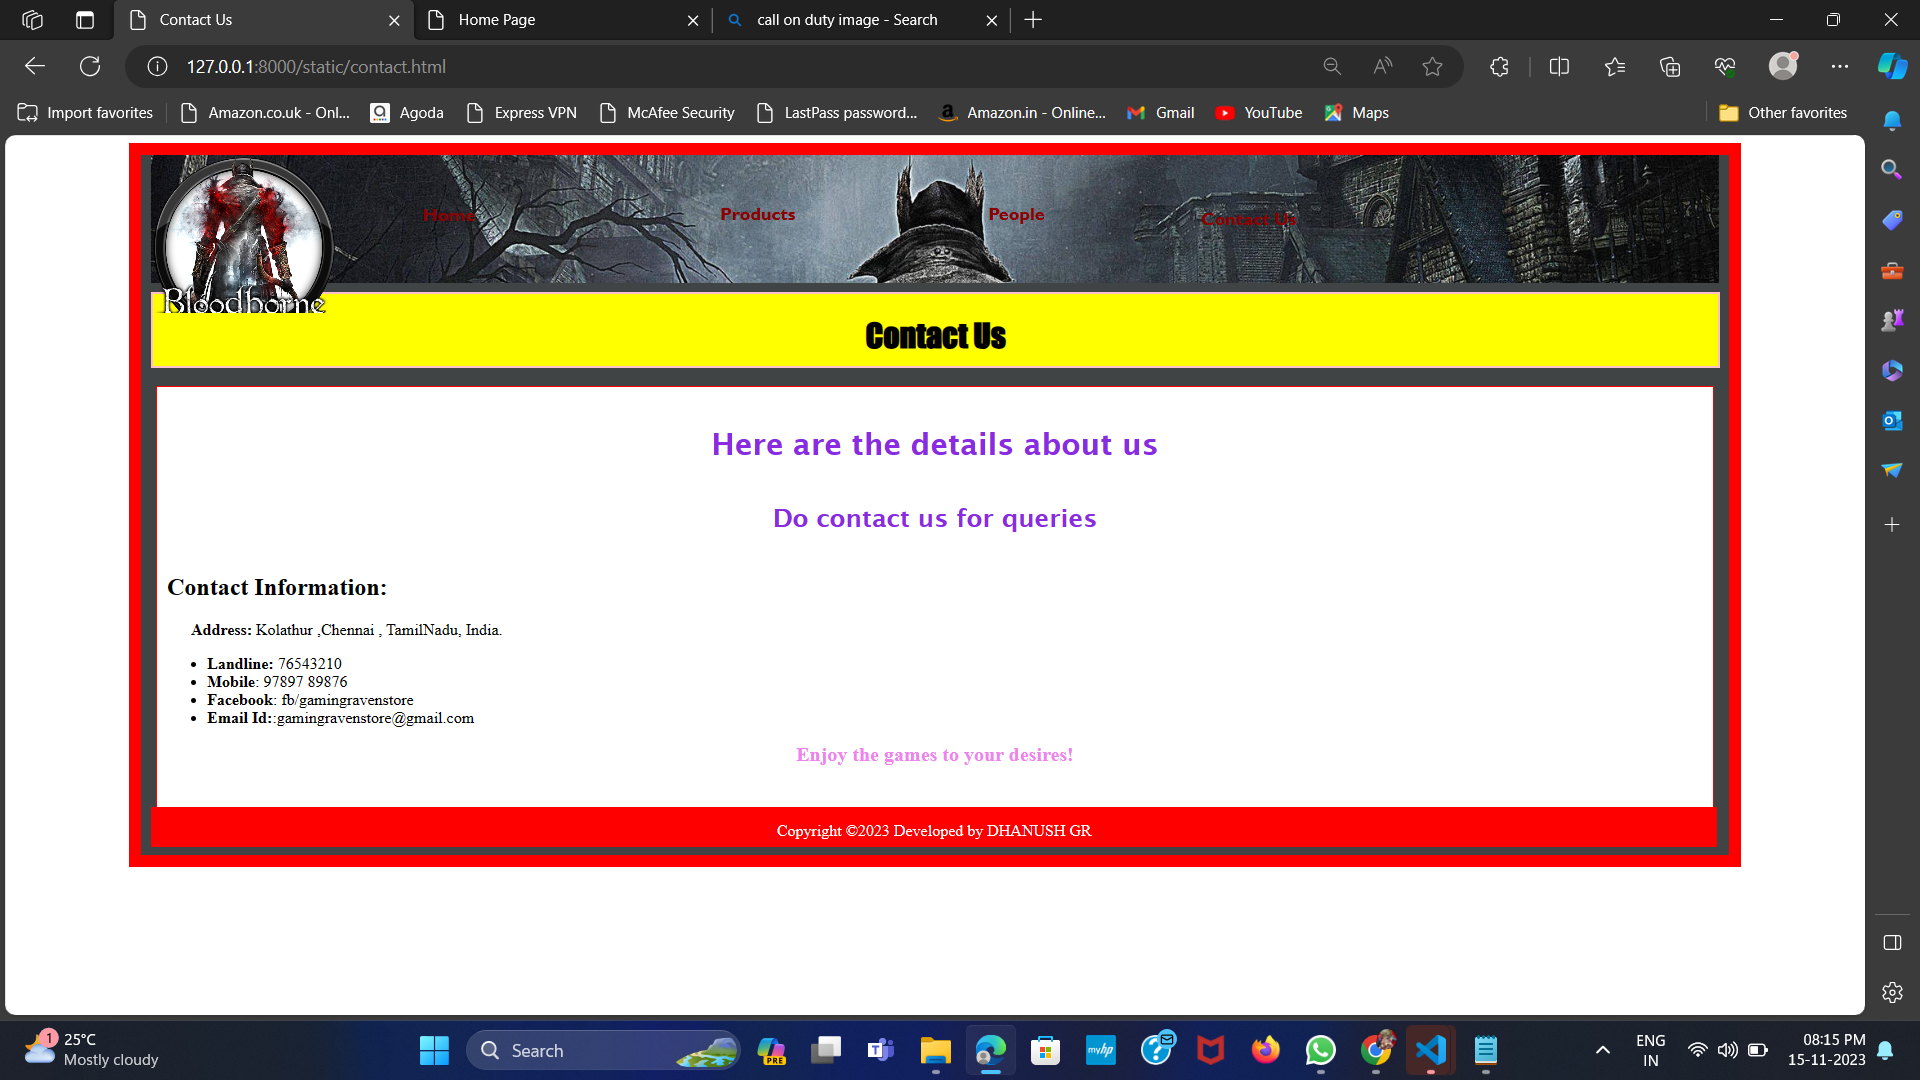 Contact Us
Home Page
call on duty image - Search
127.0.0.1:8000/static/contact.html
Import favorites
Amazon.co.uk - Onl...
Agoda
Express VPN
McAfee Security
LastPass password...
Amazon.in - Online...
Gmail
YouTube
Maps
Other favorites
Home
Products
People
Contact Us
Bloodborne
Contact Us
Here are the details about us
Do contact us for queries
Contact Information:
Address: Kolathur ,Chennai , TamilNadu, India.
Landline: 76543210
Mobile: 97897 89876
Facebook: fb/gamingravenstore
Email Id::gamingravenstore@gmail.com
Enjoy the games to your desires!
Copyright ©2023 Developed by DHANUSH GR
1
25°C
Mostly cloudy
Search
PRE
myhp
ENG
IN
08:15 PM
15-11-2023